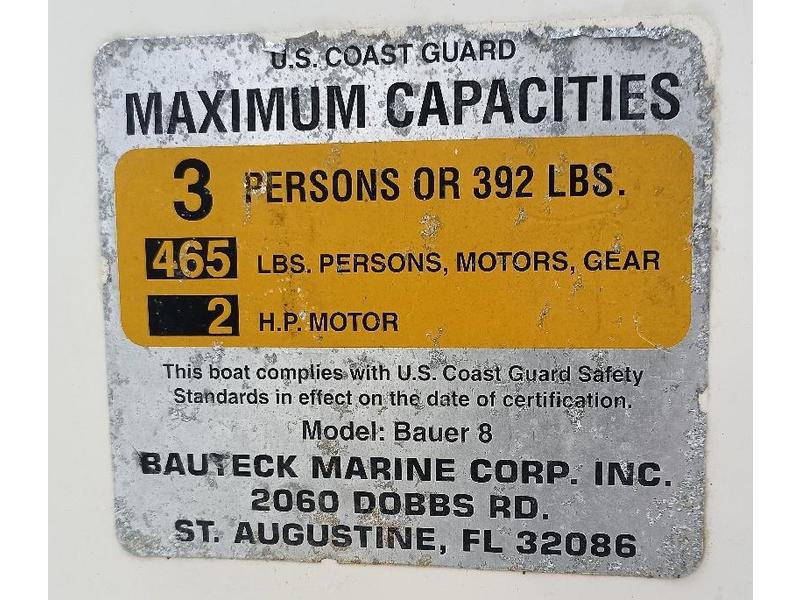 U.S. COAST GUARD
MAXIMUM CAPACITIES
3 PERSONS OR 392 LBS.
465 LBS. PERSONS, MOTORS, GEAR
2 H.P. MOTOR
This boat complies with U.S. Coast Guard Safety
Standards in effect on the date of certification.
Model: Bauer 8
BAUTECK MARINE CORP. INC.
2060 DOBBS RD.
ST. AUGUSTINE, FL 32086